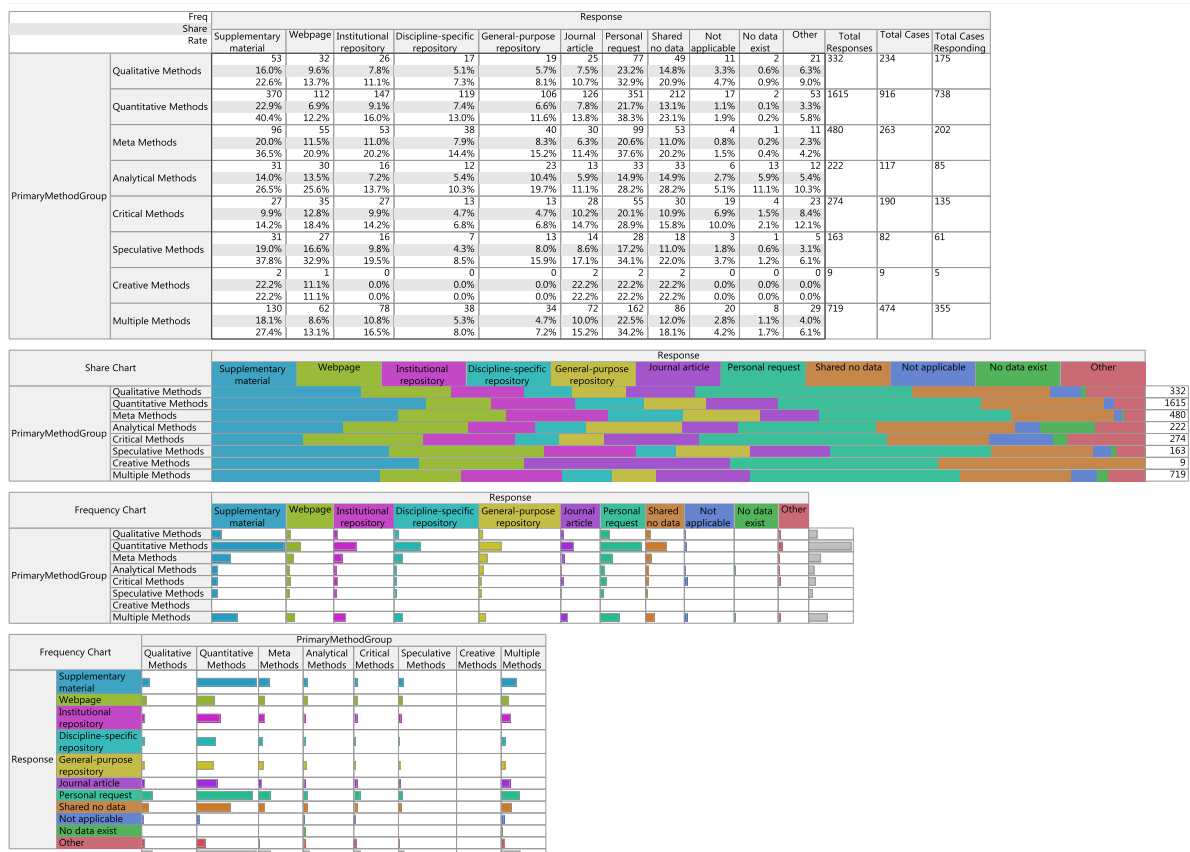 Freq
Share
Rate
Response
Supplementary material Webpage Institutional repository Discipline-specific repository General-purpose repository Journal article Personal request Shared no data Not applicable No data exist Other Total Responses Total Cases Total Cases Responding
PrimaryMethodGroup
Qualitative Methods
53 32 26 17 19 25 77 49 11 2 21 332 234 175
16.0% 9.6% 7.8% 5.1% 5.7% 7.5% 23.2% 14.8% 3.3% 0.6% 6.3%
22.6% 13.7% 11.1% 7.3% 8.1% 10.7% 32.9% 20.9% 4.7% 0.9% 9.0%
Quantitative Methods
370 112 147 119 106 126 351 212 17 2 53 1615 916 738
22.9% 6.9% 9.1% 7.4% 6.6% 7.8% 21.7% 13.1% 1.1% 0.1% 3.3%
40.4% 12.2% 16.0% 13.0% 11.6% 13.8% 38.3% 23.1% 1.9% 0.2% 5.8%
Meta Methods
96 55 53 38 40 30 99 53 4 1 11 480 263 202
20.0% 11.5% 11.0% 7.9% 8.3% 6.3% 20.6% 11.0% 0.8% 0.2% 2.3%
36.5% 20.9% 20.2% 14.4% 15.2% 11.4% 37.6% 20.2% 1.5% 0.4% 4.2%
Analytical Methods
31 30 16 12 23 13 33 33 6 13 12 222 117 85
14.0% 13.5% 7.2% 5.4% 10.4% 5.9% 14.9% 14.9% 2.7% 5.9% 5.4%
26.5% 25.6% 13.7% 10.3% 19.7% 11.1% 28.2% 28.2% 5.1% 11.1% 10.3%
Critical Methods
27 35 27 13 13 28 55 30 19 4 23 274 190 135
9.9% 12.8% 9.9% 4.7% 4.7% 10.2% 20.1% 10.9% 6.9% 1.5% 8.4%
14.2% 18.4% 14.2% 6.8% 6.8% 14.7% 28.9% 15.8% 10.0% 2.1% 12.1%
Speculative Methods
31 27 16 7 13 14 28 18 3 1 5 163 82 61
19.0% 16.6% 9.8% 4.3% 8.0% 8.6% 17.2% 11.0% 1.8% 0.6% 3.1%
37.8% 32.9% 19.5% 8.5% 15.9% 17.1% 34.1% 22.0% 3.7% 1.2% 6.1%
Creative Methods
2 1 0 0 0 2 2 2 0 0 0 9 9 5
22.2% 11.1% 0.0% 0.0% 0.0% 22.2% 22.2% 22.2% 0.0% 0.0% 0.0%
22.2% 11.1% 0.0% 0.0% 0.0% 22.2% 22.2% 22.2% 0.0% 0.0% 0.0%
Multiple Methods
130 62 78 38 34 72 162 86 20 8 29 719 474 355
18.1% 8.6% 10.8% 5.3% 4.7% 10.0% 22.5% 12.0% 2.8% 1.1% 4.0%
27.4% 13.1% 16.5% 8.0% 7.2% 15.2% 34.2% 18.1% 4.2% 1.7% 6.1%
Share Chart
Response
Supplementary material Webpage Institutional repository Discipline-specific repository General-purpose repository Journal article Personal request Shared no data Not applicable No data exist Other
PrimaryMethodGroup
Qualitative Methods 332
Quantitative Methods 1615
Meta Methods 480
Analytical Methods 222
Critical Methods 274
Speculative Methods 163
Creative Methods 9
Multiple Methods 719
Frequency Chart
Response
Supplementary material Webpage Institutional repository Discipline-specific repository General-purpose repository Journal article Personal request Shared no data Not applicable No data exist Other
PrimaryMethodGroup
Qualitative Methods
Quantitative Methods
Meta Methods
Analytical Methods
Critical Methods
Speculative Methods
Creative Methods
Multiple Methods
Frequency Chart
PrimaryMethodGroup
Qualitative Methods Quantitative Methods Meta Methods Analytical Methods Critical Methods Speculative Methods Creative Methods Multiple Methods
Response
Supplementary material
Webpage
Institutional repository
Discipline-specific repository
General-purpose repository
Journal article
Personal request
Shared no data
Not applicable
No data exist
Other